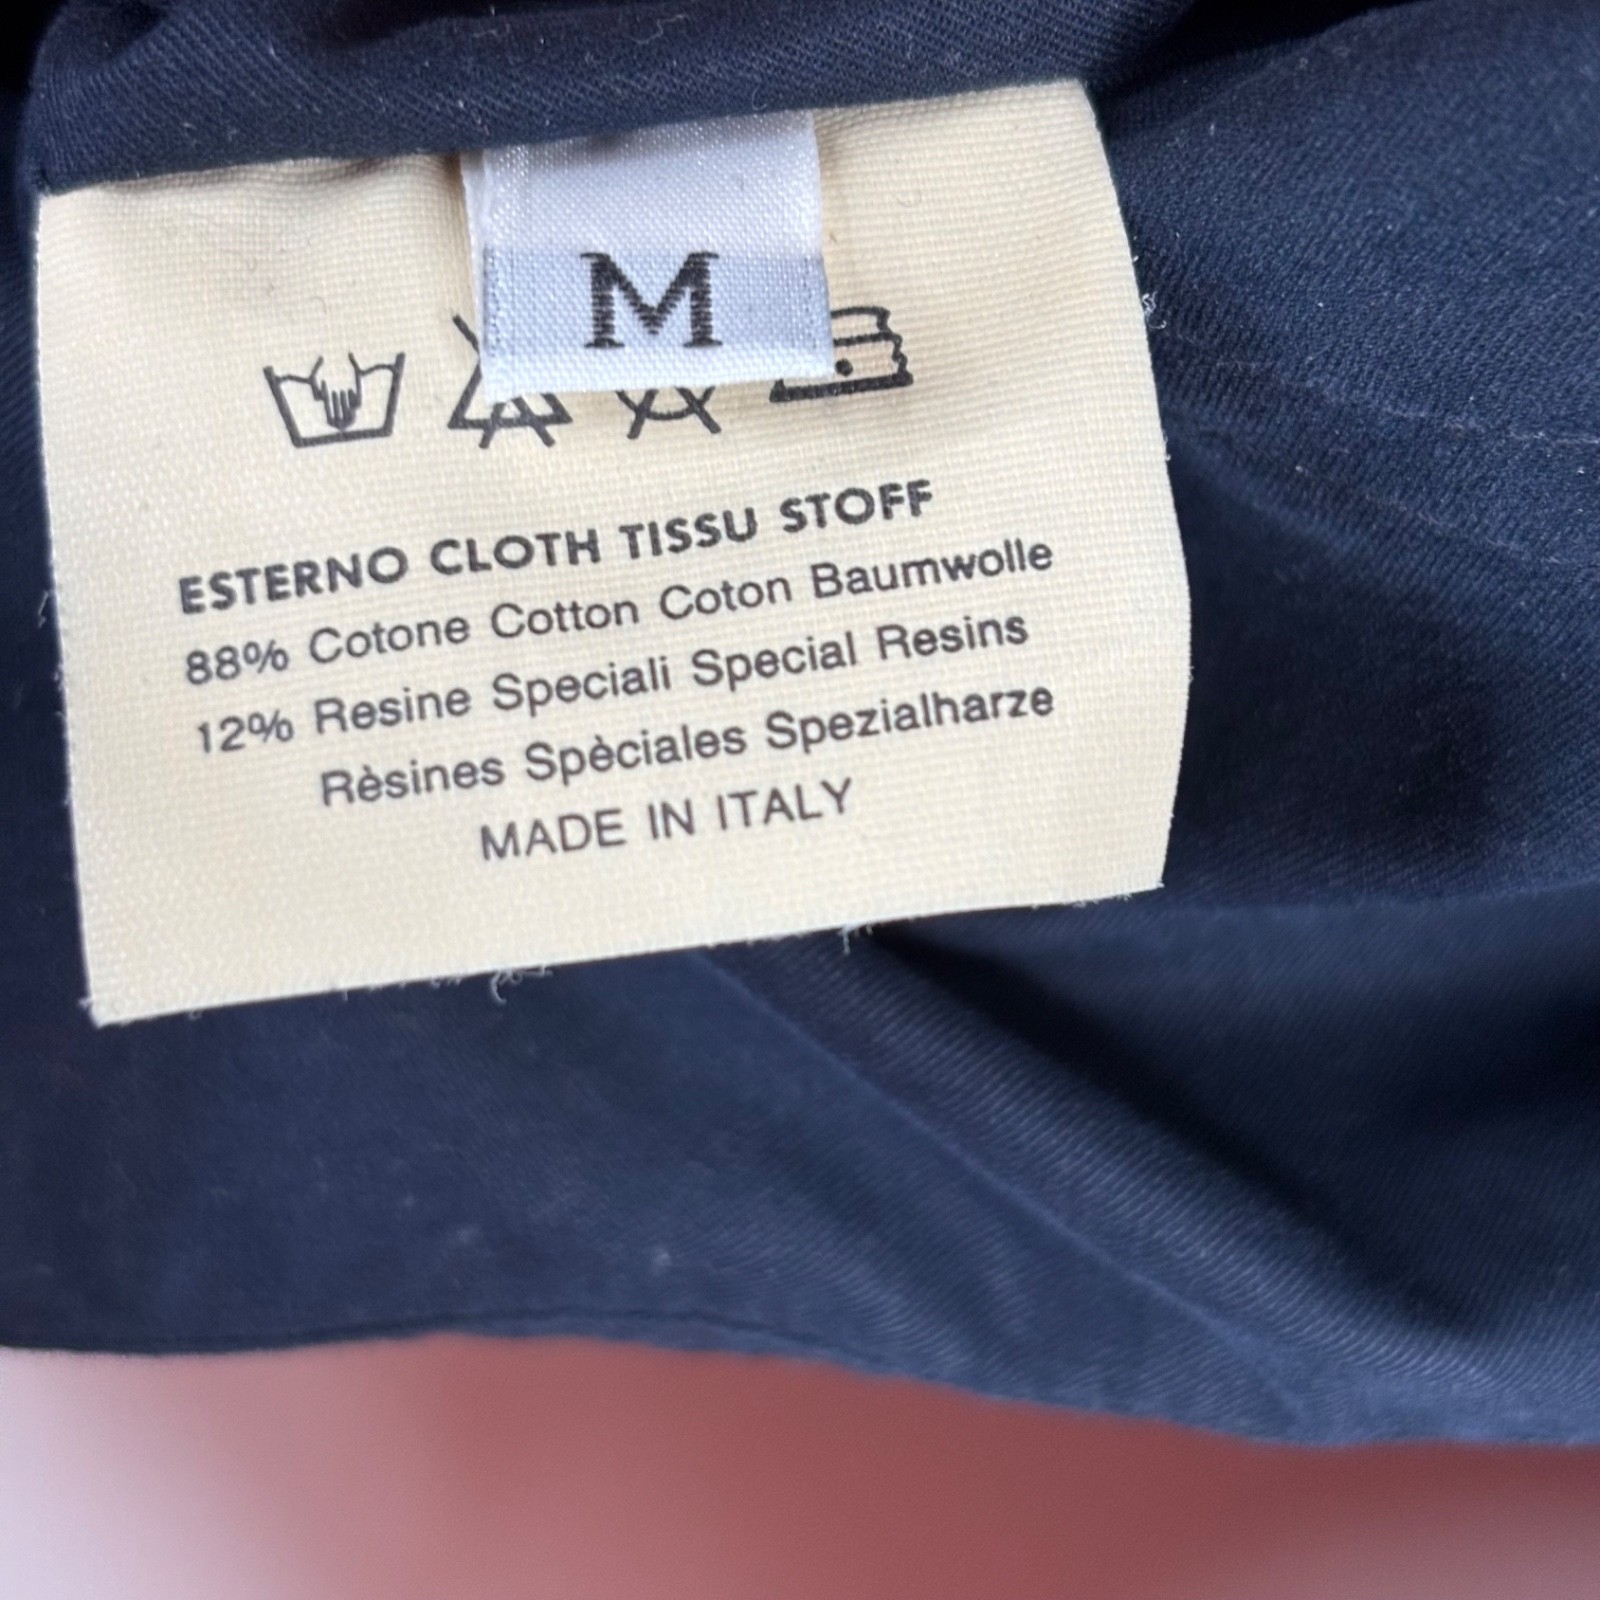 M
ESTERNO CLOTH TISSU STOFF
88% Cotone Cotton Coton Baumwolle
12% Resine Speciali Special Resins
Rèsines Spèciales Spezialharze
MADE IN ITALY